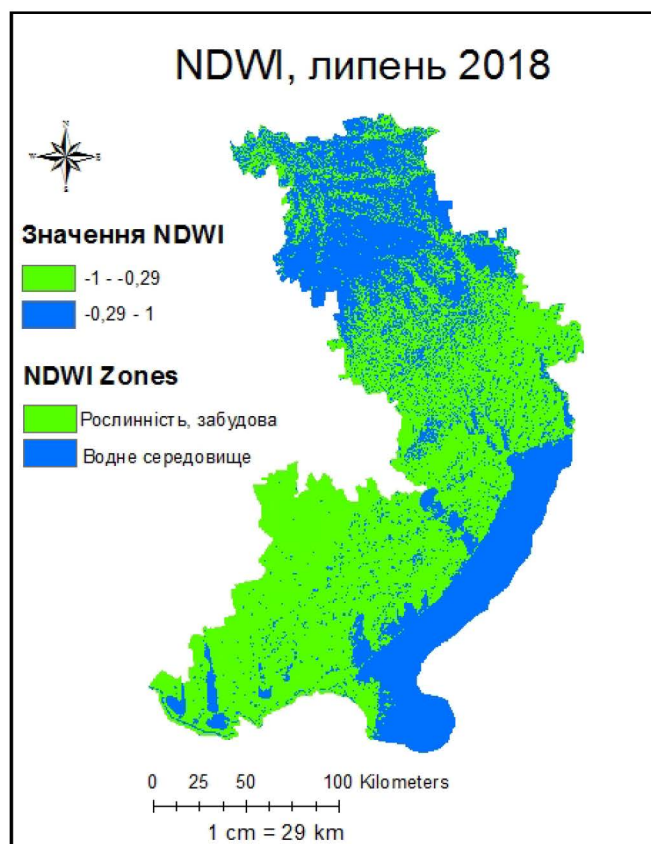 NDWI, липень 2018
N
W E
S
Значення NDWI
-1 - -0,29
-0,29 - 1
NDWI Zones
Рослинність, забудова
Водне середовище
0 25 50 100 Kilometers
1 cm = 29 km